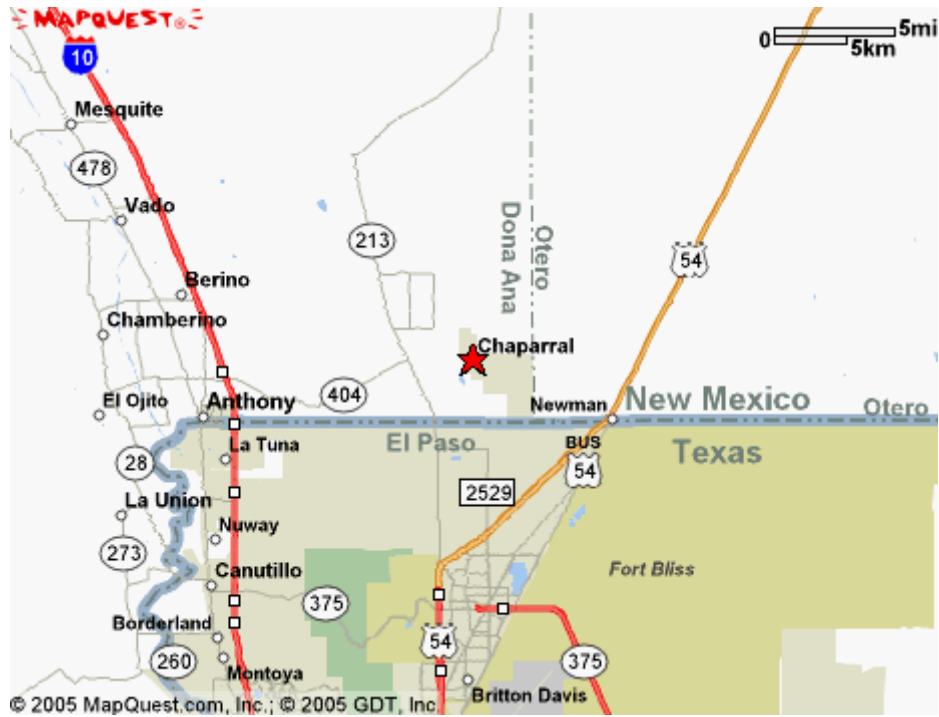 MAPQUEST®
10
0 5mi
5km
Mesquite
478
Vado
213
Dona Ana
Otero
54
Berino
Chamberino
Chaparral
404
El Ojito
Anthony
Newman
New Mexico
Otero
El Paso
Texas
La Tuna
BUS
54
28
2529
La Union
Nuway
273
Canutillo
Fort Bliss
375
Borderland
54
260
Montoya
375
Britton Davis
© 2005 MapQuest.com, Inc.; © 2005 GDT, Inc.